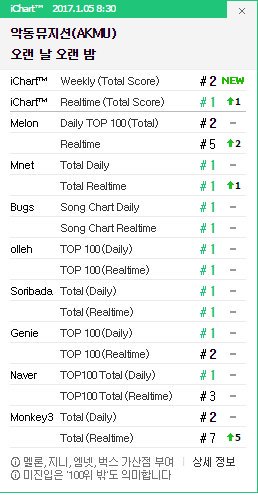 iChart™ 2017.1.05 8:30
악동뮤지션(AKMU)
오랜 날 오랜 밤
iChart™ Weekly (Total Score) #2 NEW
iChart™ Realtime (Total Score) #1 1
Melon Daily TOP 100(Total) #2 -
Realtime #5 2
Mnet Total Daily #1 -
Total Realtime #1 1
Bugs Song Chart Daily #1 -
Song Chart Realtime #1 -
olleh TOP 100(Daily) #1 -
TOP 100(Realtime) #1 -
Soribada Total (Daily) #1 -
Total (Realtime) #1 -
Genie TOP 100(Daily) #1 -
TOP 100(Realtime) #2 -
Naver TOP100 Total (Daily) #1 -
TOP100 Total (Realtime) #3 -
Monkey3 Total (Daily) #2 -
Total (Realtime) #7 5
멜론,지니,엠넷,벅스 가산점 부여 | 상세 정보
미진입은 '100위 밖'도 의미합니다